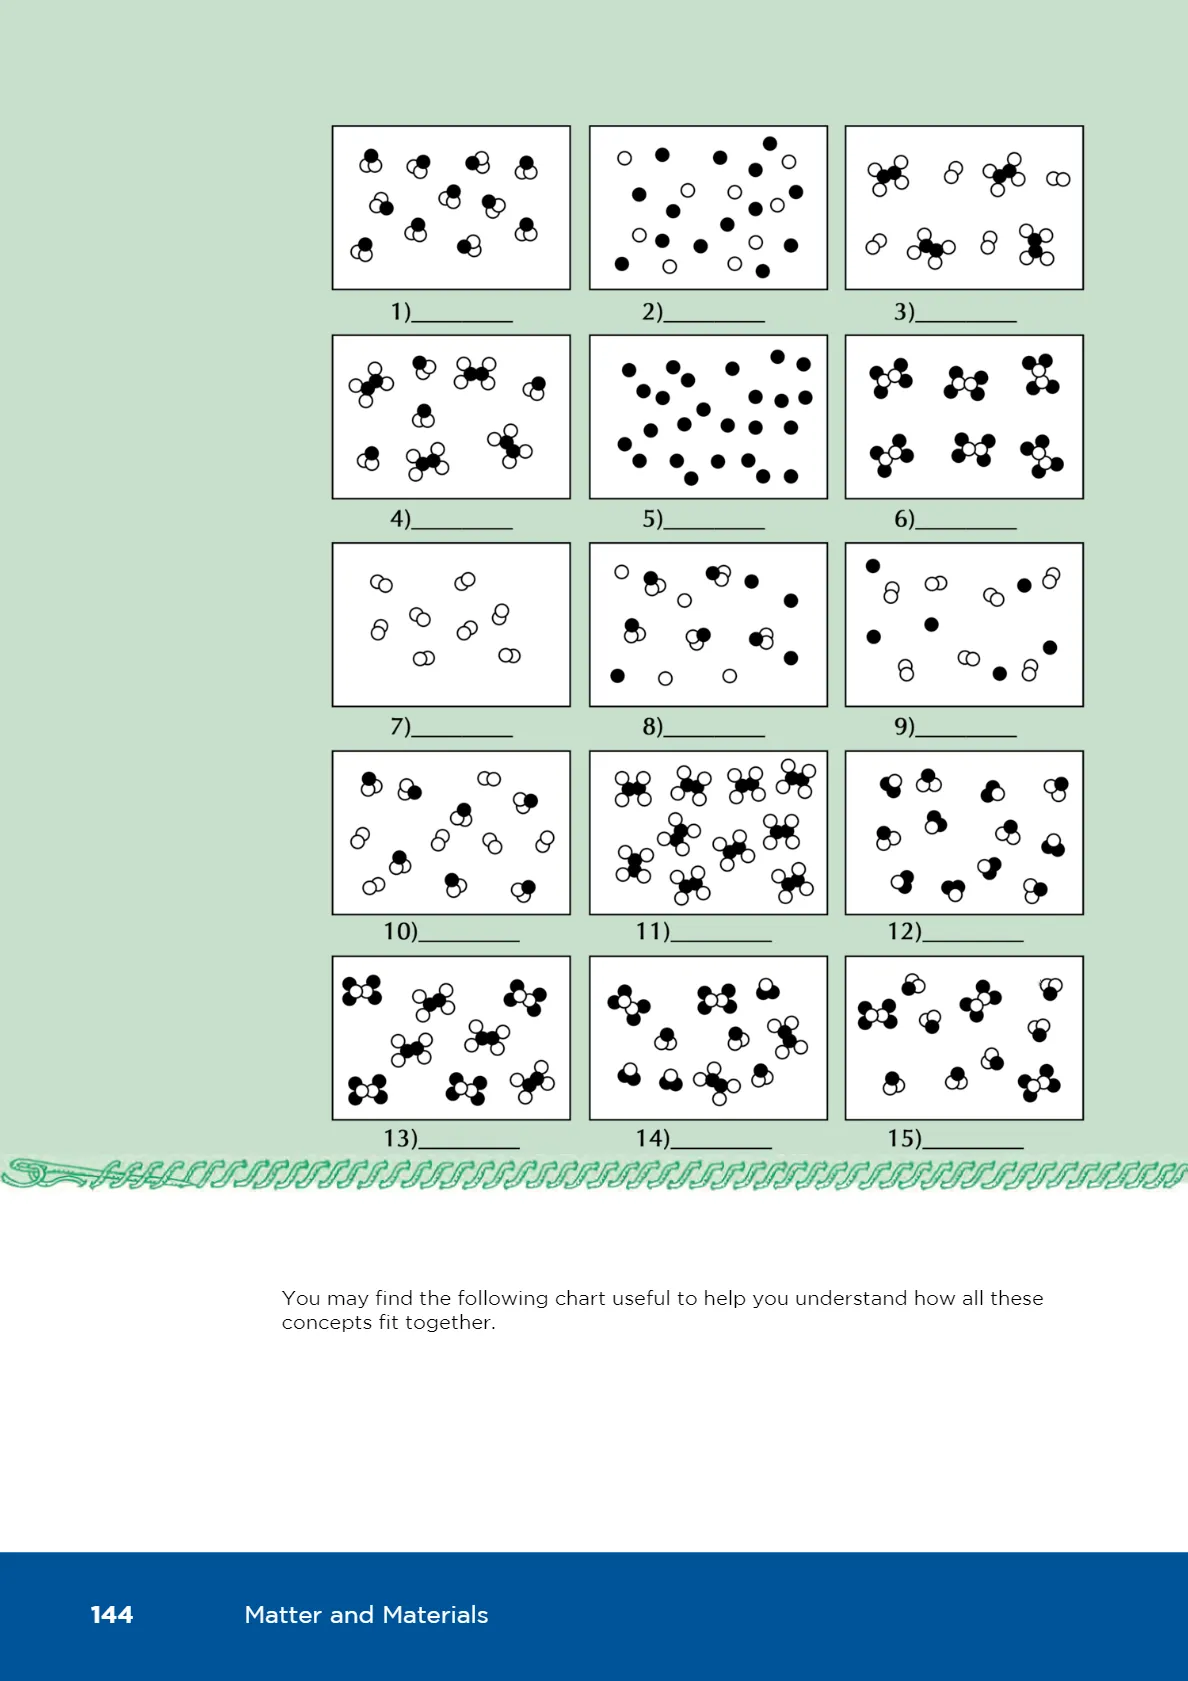 1)________ 2)________ 3)________
4)________ 5)________ 6)________
7)________ 8)________ 9)________
10)________ 11)________ 12)________
13)________ 14)________ 15)________
You may find the following chart useful to help you understand how all these
concepts fit together.
144 Matter and Materials